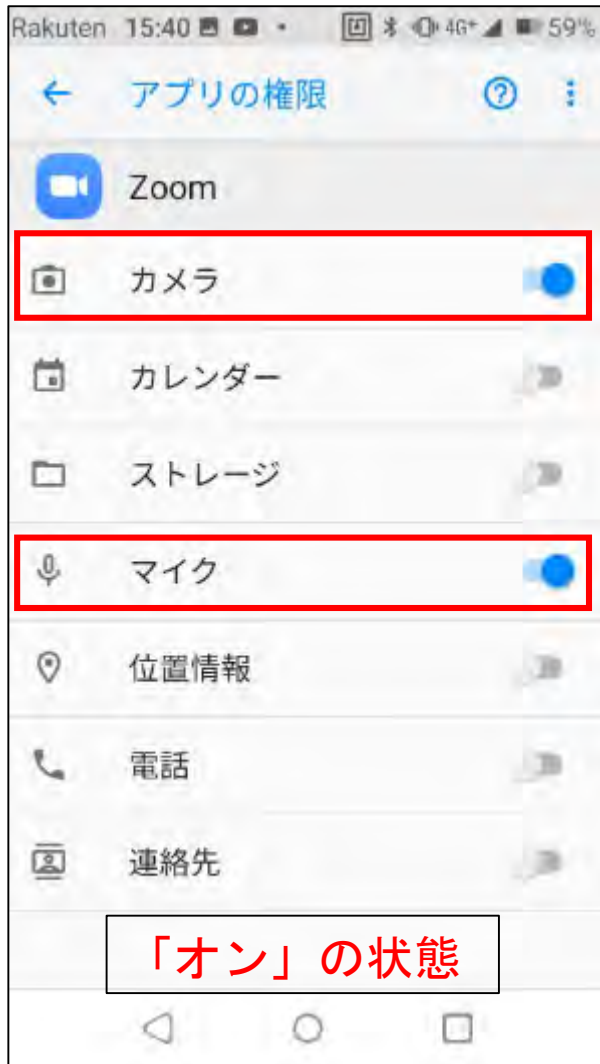 Rakuten 15:40 4G+ 59%
アプリの権限
Zoom
カメラ
カレンダー
ストレージ
マイク
位置情報
電話
連絡先
「オン」の状態